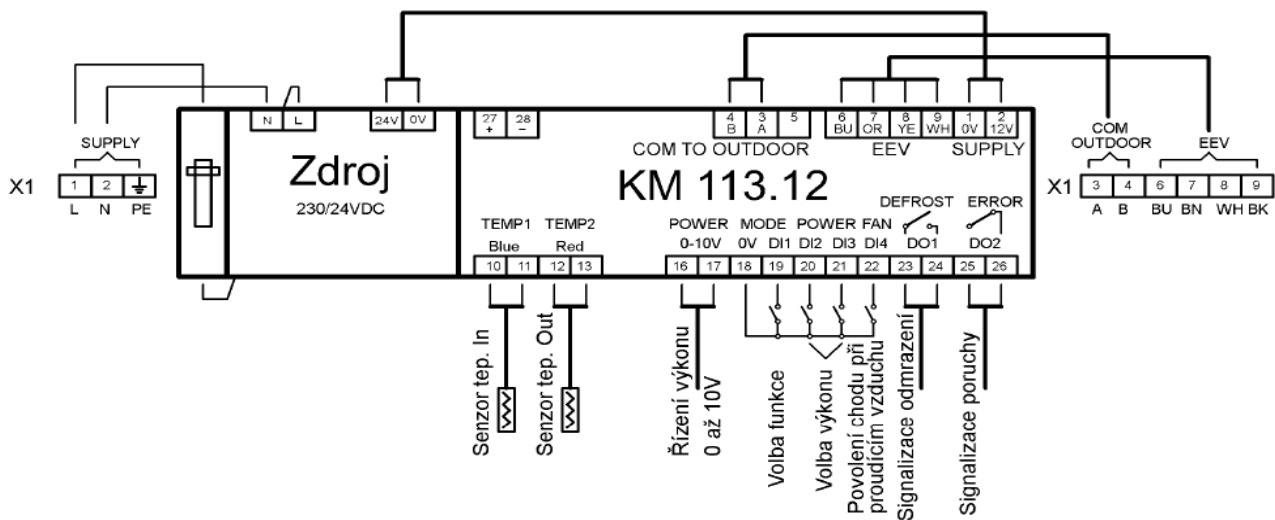 SUPPLY
X1
1 2
L N PE
N L
24V 0V
Zdroj
230/24VDC
27 28
+ −
4 3 5
B A
COM TO OUTDOOR
6 7 8 9
BU OR YE WH
EEV
1 2
0V 12V
SUPPLY
KM 113.12
TEMP1 TEMP2
Blue Red
10 11 12 13
POWER MODE POWER FAN DEFROST ERROR
0-10V 0V DI1 DI2 DI3 DI4 DO1 DO2
16 17 18 19 20 21 22 23 24 25 26
Senzor tep. In
Senzor tep. Out
Řízení výkonu
0 až 10V
Volba funkce
Volba výkonu
Povolení chodu při
proudícím vzduchu
Signalizace odmrazení
Signalizace poruchy
COM
OUTDOOR
EEV
X1
3 4 6 7 8 9
A B BU BN WH BK